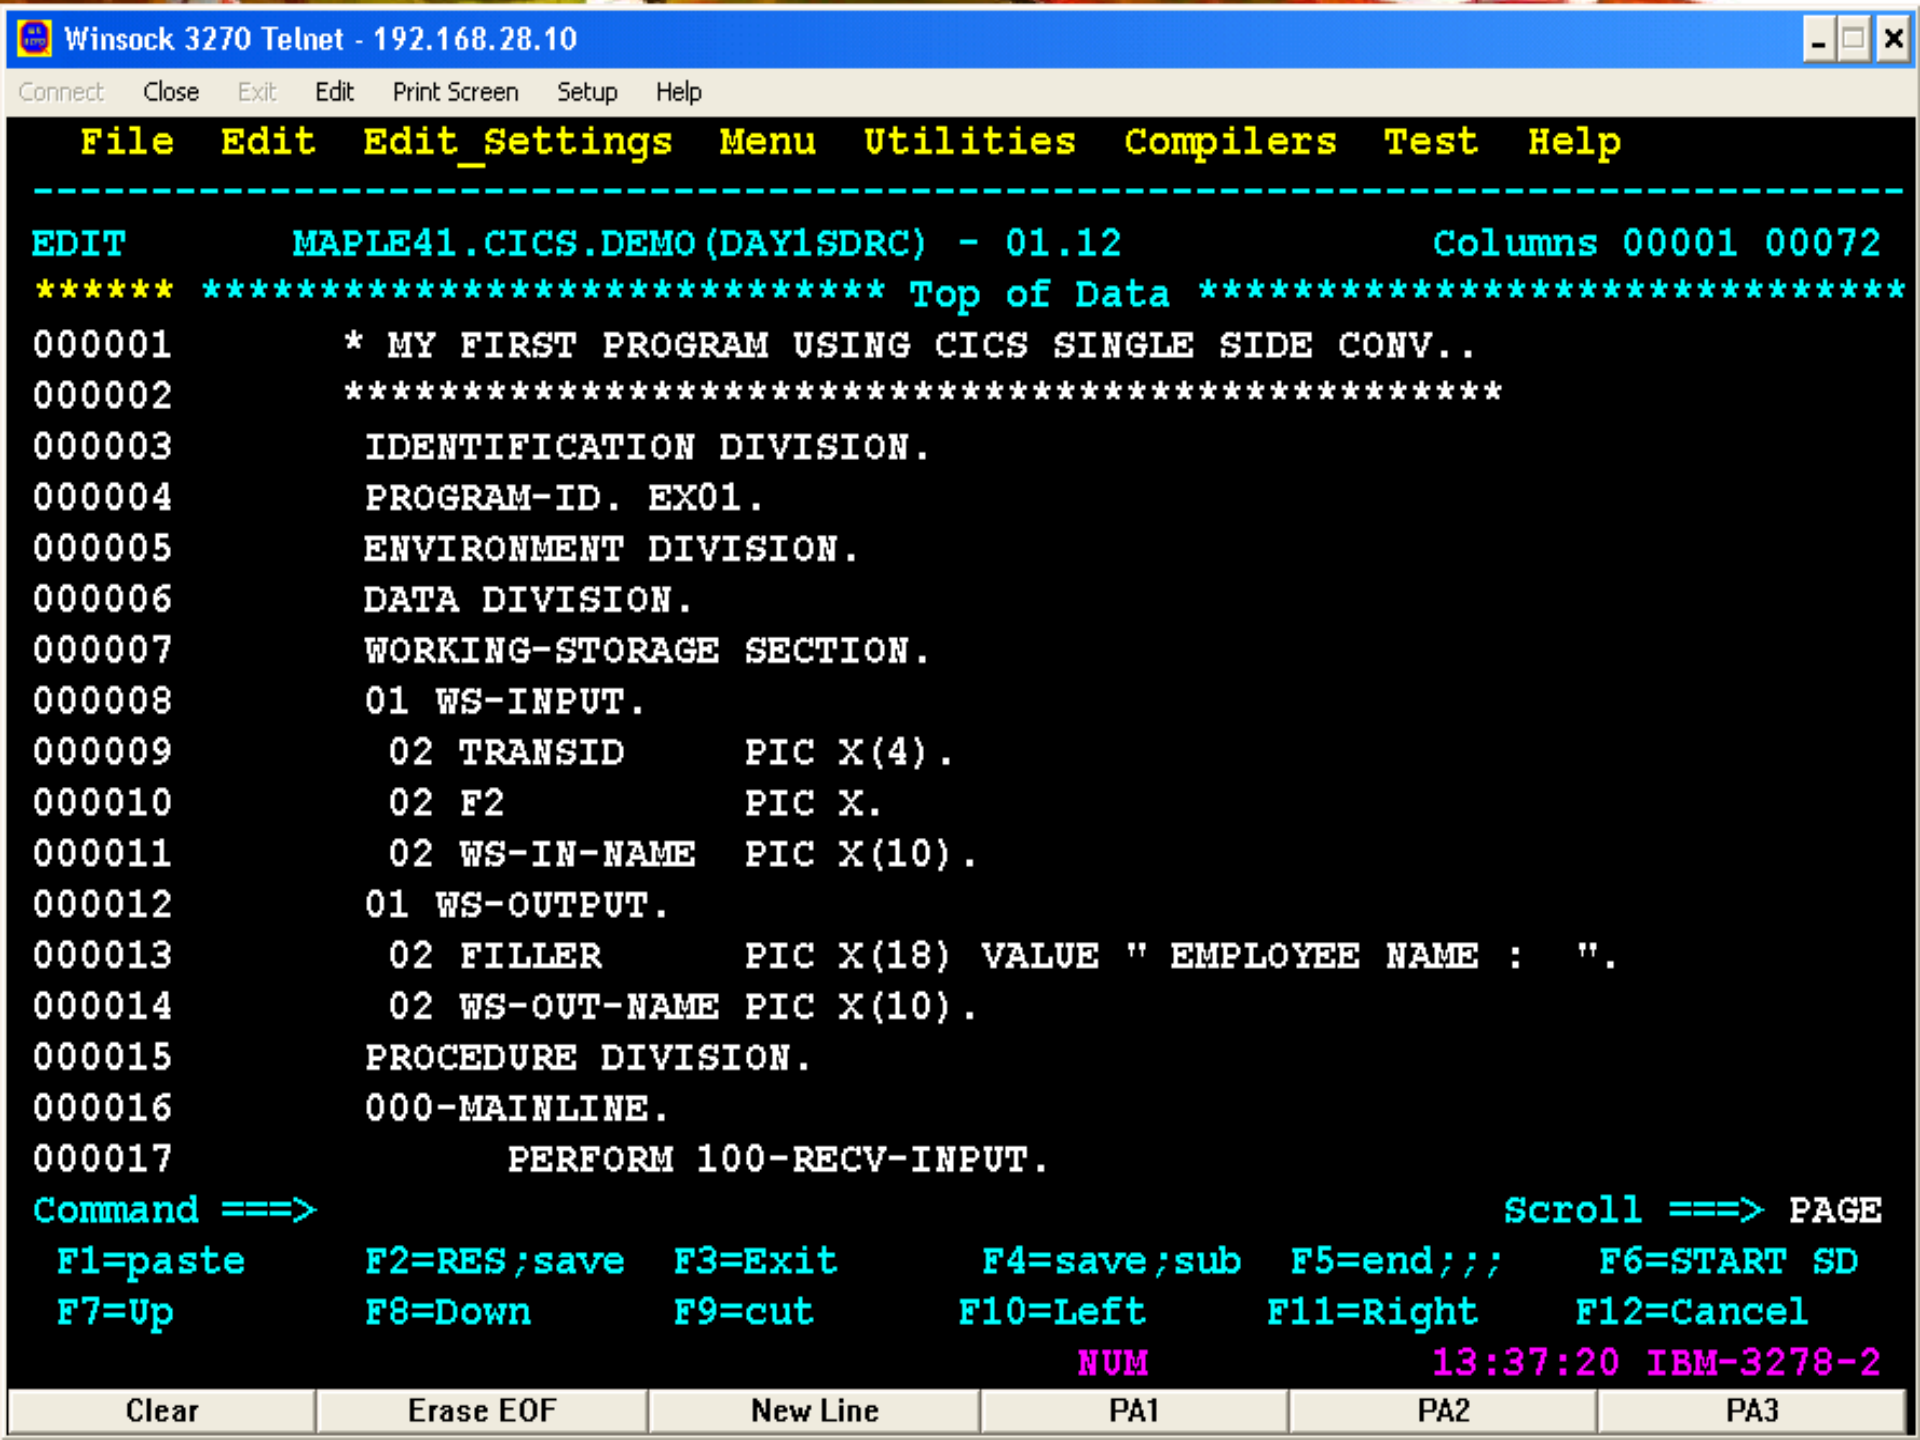 Winsock 3270 Telnet - 192.168.28.10
Connect Close Exit Edit Print Screen Setup Help
File Edit Edit_Settings Menu Utilities Compilers Test Help
-------------------------------------------------------------------------------
EDIT MAPLE41.CICS.DEMO(DAY1SDRC) - 01.12 Columns 00001 00072
****** ***************************** Top of Data ******************************
000001 * MY FIRST PROGRAM USING CICS SINGLE SIDE CONV..
000002 *************************************************
000003 IDENTIFICATION DIVISION.
000004 PROGRAM-ID. EX01.
000005 ENVIRONMENT DIVISION.
000006 DATA DIVISION.
000007 WORKING-STORAGE SECTION.
000008 01 WS-INPUT.
000009 02 TRANSID PIC X(4).
000010 02 F2 PIC X.
000011 02 WS-IN-NAME PIC X(10).
000012 01 WS-OUTPUT.
000013 02 FILLER PIC X(18) VALUE " EMPLOYEE NAME :  ".
000014 02 WS-OUT-NAME PIC X(10).
000015 PROCEDURE DIVISION.
000016 000-MAINLINE.
000017 PERFORM 100-RECV-INPUT.
Command ===> Scroll ===> PAGE
F1=paste F2=RES;save F3=Exit F4=save;sub F5=end;;; F6=START SD
F7=Up F8=Down F9=cut F10=Left F11=Right F12=Cancel
NUM 13:37:20 IBM-3278-2
Clear Erase EOF New Line PA1 PA2 PA3